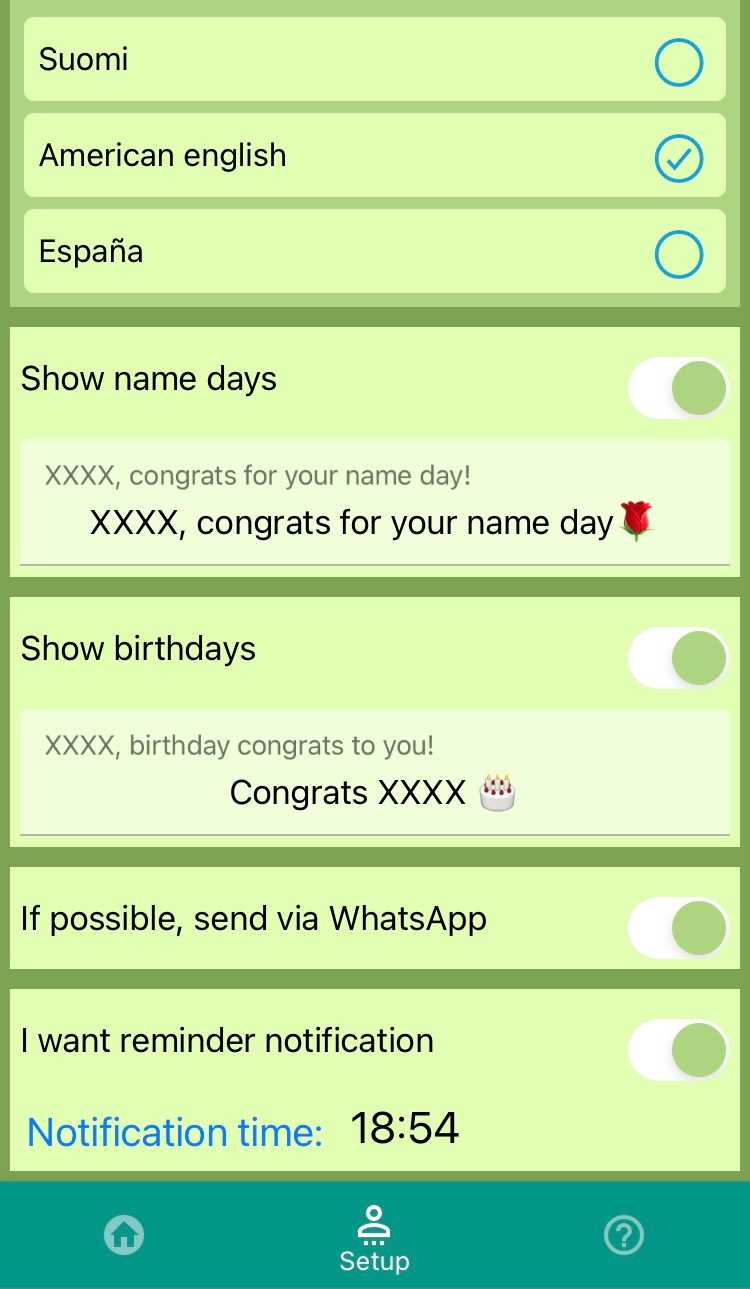 Suomi
American english
España
Show name days
XXXX, congrats for your name day!
XXXX, congrats for your name day🌹
Show birthdays
XXXX, birthday congrats to you!
Congrats XXXX 🎂
If possible, send via WhatsApp
I want reminder notification
Notification time: 18:54
Setup